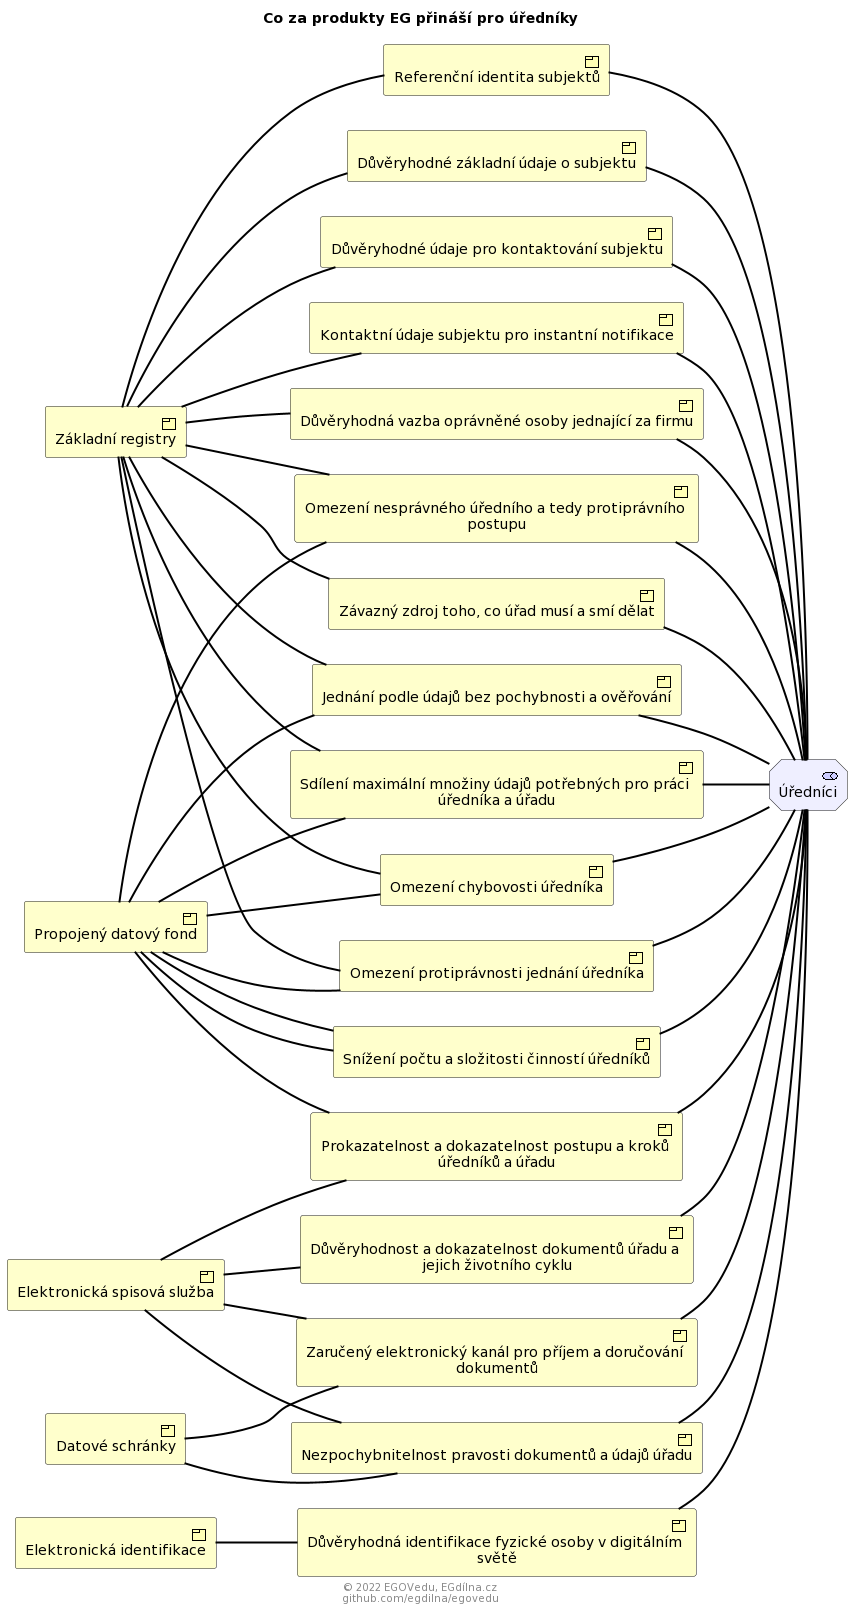 Co za produkty EG přináší pro úředníky
Referenční identita subjektů
Důvěryhodné základní údaje o subjektu
Důvěryhodné údaje pro kontaktování subjektu
Kontaktní údaje subjektu pro instantní notifikace
Důvěryhodná vazba oprávněné osoby jednající za firmu
Základní registry
Omezení nesprávného úředního a tedy protiprávního
postupu
Závazný zdroj toho, co úřad musí a smí dělat
Jednání podle údajů bez pochybnosti a ověřování
Sdílení maximální množiny údajů potřebných pro práci
úředníka a úřadu
Úředníci
Omezení chybovosti úředníka
Propojený datový fond
Omezení protiprávnosti jednání úředníka
Snížení počtu a složitosti činností úředníků
Prokazatelnost a dokazatelnost postupu a kroků
úředníků a úřadu
Důvěryhodnost a dokazatelnost dokumentů úřadu a
jejich životního cyklu
Elektronická spisová služba
Zaručený elektronický kanál pro příjem a doručování
dokumentů
Datové schránky
Nezpochybnitelnost pravosti dokumentů a údajů úřadu
Elektronická identifikace
Důvěryhodná identifikace fyzické osoby v digitálním
světě
© 2022 EGOVedu, EGdílna.cz
github.com/egdilna/egovedu